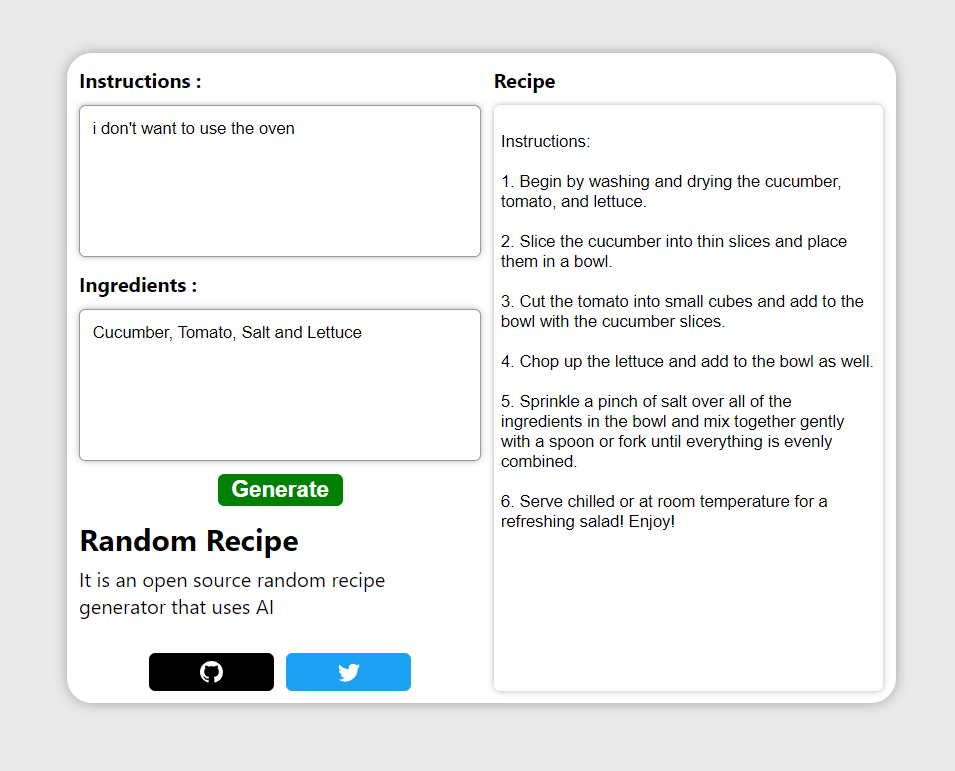 Instructions :
i don't want to use the oven
Ingredients :
Cucumber, Tomato, Salt and Lettuce
Generate
Random Recipe
It is an open source random recipe
generator that uses AI
Recipe
Instructions:
1. Begin by washing and drying the cucumber,
tomato, and lettuce.
2. Slice the cucumber into thin slices and place
them in a bowl.
3. Cut the tomato into small cubes and add to the
bowl with the cucumber slices.
4. Chop up the lettuce and add to the bowl as well.
5. Sprinkle a pinch of salt over all of the
ingredients in the bowl and mix together gently
with a spoon or fork until everything is evenly
combined.
6. Serve chilled or at room temperature for a
refreshing salad! Enjoy!